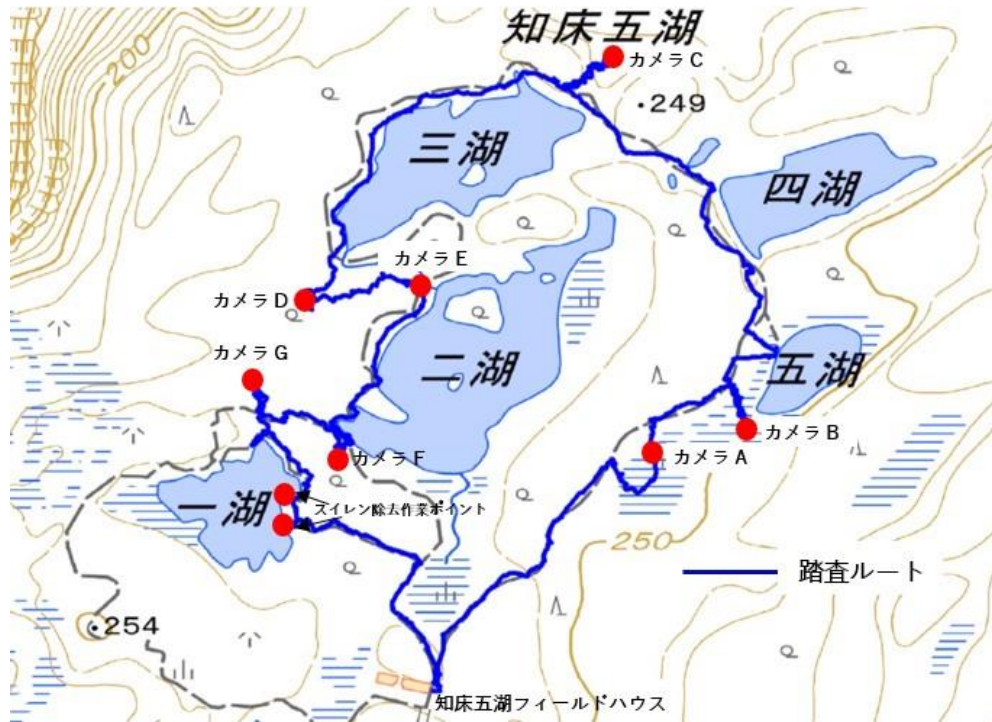 知床五湖
カメラC
200
・249
三湖
四湖
カメラE
カメラD
カメラG
二湖
五湖
カメラB
カメラA
カメラF
一湖
スイレン除去作業ポイント
250
踏査ルート
254
知床五湖フィールドハウス